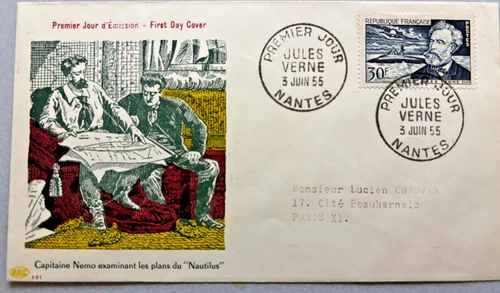 Premier Jour d'Émission - First Day Cover
Capitaine Nemo examinant les plans du "Nautilus"
PREMIER JOUR
JULES
VERNE
3 JUIN 55
NANTES
RÉPUBLIQUE FRANÇAISE
30F
POSTES
PREMIER JOUR
JULES
VERNE
3 JUIN 55
NANTES
Monsieur Lucien
17. Cité Beauharnais
PARIS XI.